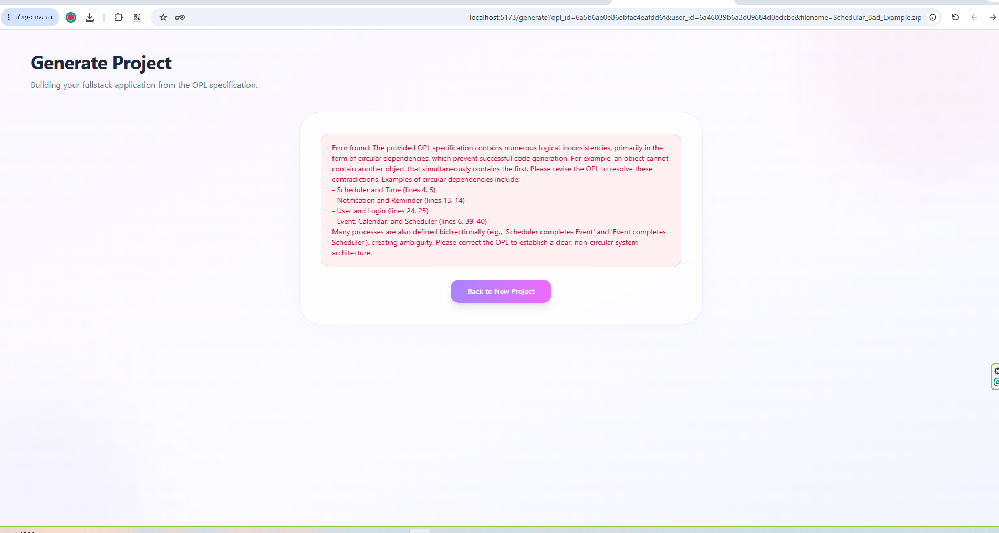 נדרשת פעולה
localhost:5173/generate?opl_id=6a5b6ae0e86ebfac4eafdd6f&user_id=6a46039b6a2d09684d0edcbc&filename=Schedular_Bad_Example.zip
Generate Project
Building your fullstack application from the OPL specification.
Error found: The provided OPL specification contains numerous logical inconsistencies, primarily in the
form of circular dependencies, which prevent successful code generation. For example, an object cannot
contain another object that simultaneously contains the first. Please revise the OPL to resolve these
contradictions. Examples of circular dependencies include:
- Scheduler and Time (lines 4, 5)
- Notification and Reminder (lines 13, 14)
- User and Login (lines 24, 25)
- Event, Calendar, and Scheduler (lines 6, 39, 40)
Many processes are also defined bidirectionally (e.g., 'Scheduler completes Event' and 'Event completes
Scheduler'), creating ambiguity. Please correct the OPL to establish a clear, non-circular system
architecture.
Back to New Project